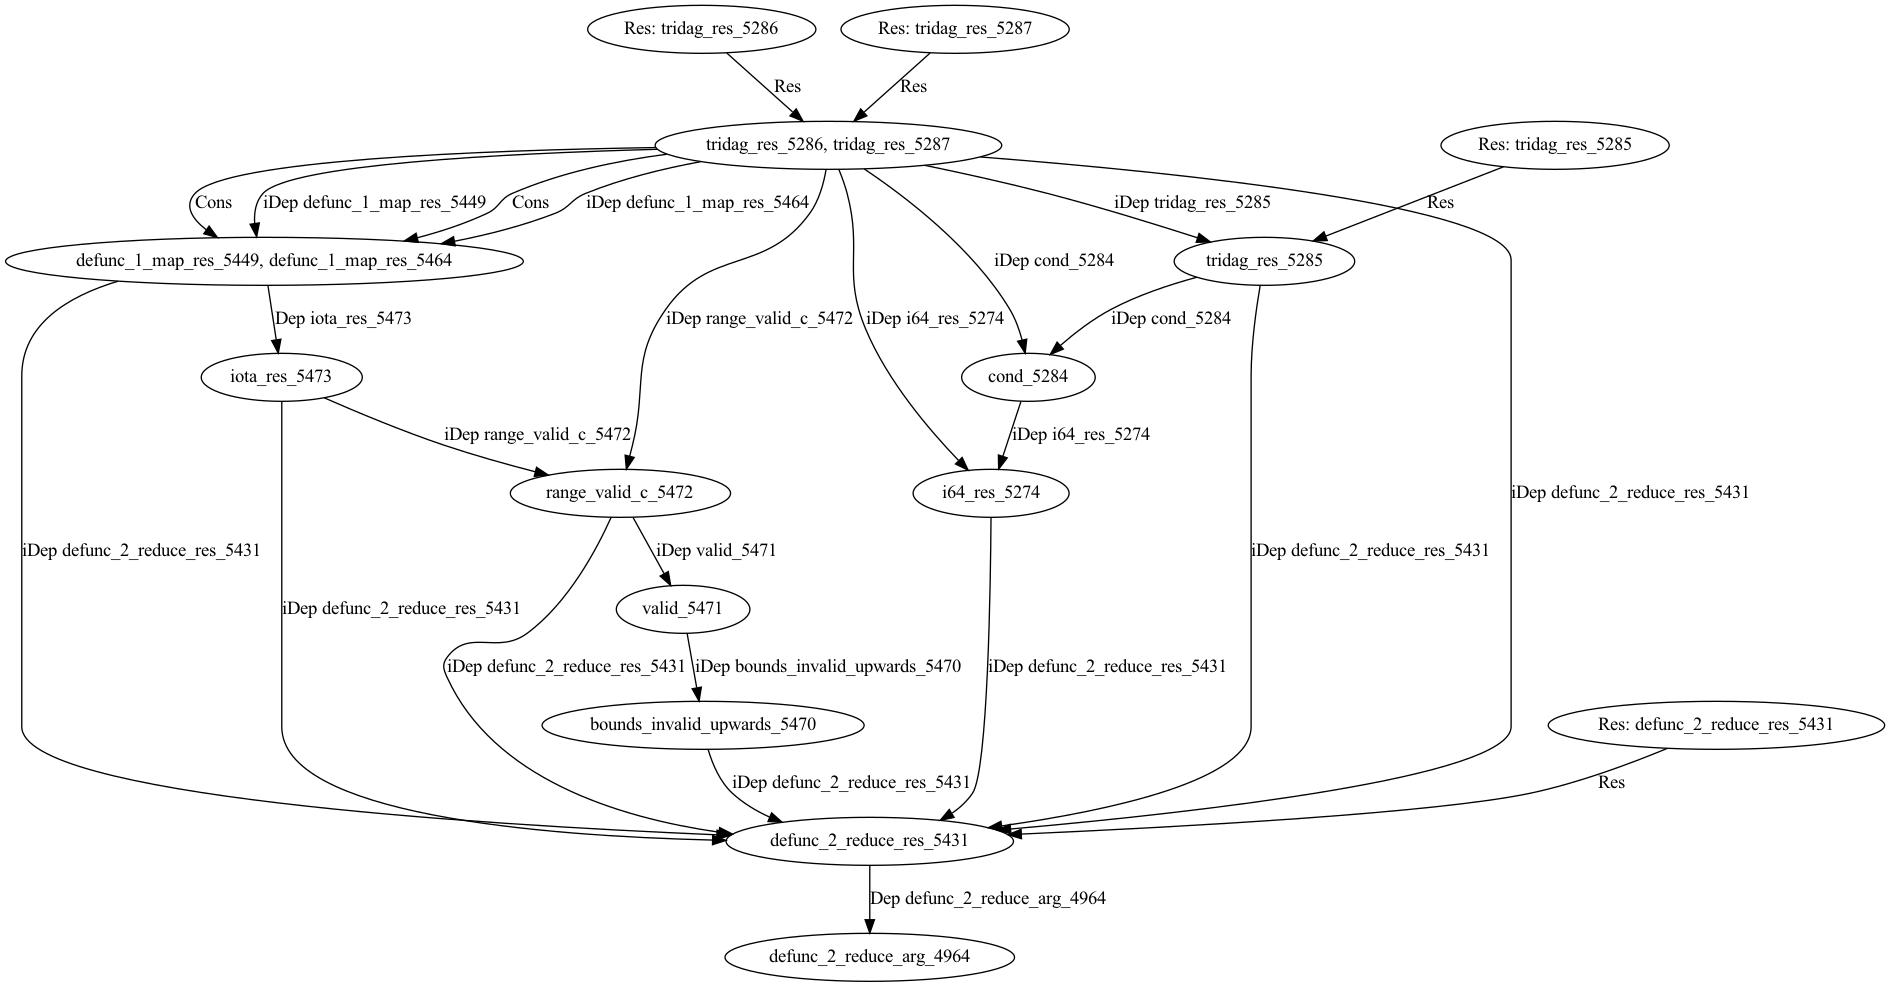 Res: tridag_res_5286
Res: tridag_res_5287
Res
Res
tridag_res_5286, tridag_res_5287
Res: tridag_res_5285
Cons
iDep defunc_1_map_res_5449
Cons
iDep defunc_1_map_res_5464
iDep tridag_res_5285
Res
defunc_1_map_res_5449, defunc_1_map_res_5464
iDep cond_5284
tridag_res_5285
Dep iota_res_5473
iDep range_valid_c_5472
iDep i64_res_5274
iDep cond_5284
iota_res_5473
cond_5284
iDep range_valid_c_5472
iDep i64_res_5274
range_valid_c_5472
i64_res_5274
iDep defunc_2_reduce_res_5431
iDep defunc_2_reduce_res_5431
iDep valid_5471
iDep defunc_2_reduce_res_5431
iDep defunc_2_reduce_res_5431
valid_5471
iDep defunc_2_reduce_res_5431
iDep bounds_invalid_upwards_5470
iDep defunc_2_reduce_res_5431
bounds_invalid_upwards_5470
Res: defunc_2_reduce_res_5431
iDep defunc_2_reduce_res_5431
Res
defunc_2_reduce_res_5431
Dep defunc_2_reduce_arg_4964
defunc_2_reduce_arg_4964